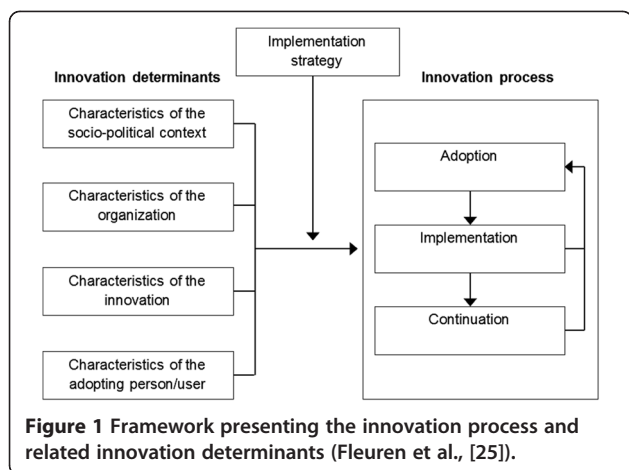 Implementation
strategy
Innovation determinants
Innovation process
Characteristics of the
socio-political context
Characteristics of the
organization
Characteristics of the
innovation
Characteristics of the
adopting person/user
Adoption
Implementation
Continuation
Figure 1 Framework presenting the innovation process and
related innovation determinants (Fleuren et al., [25]).